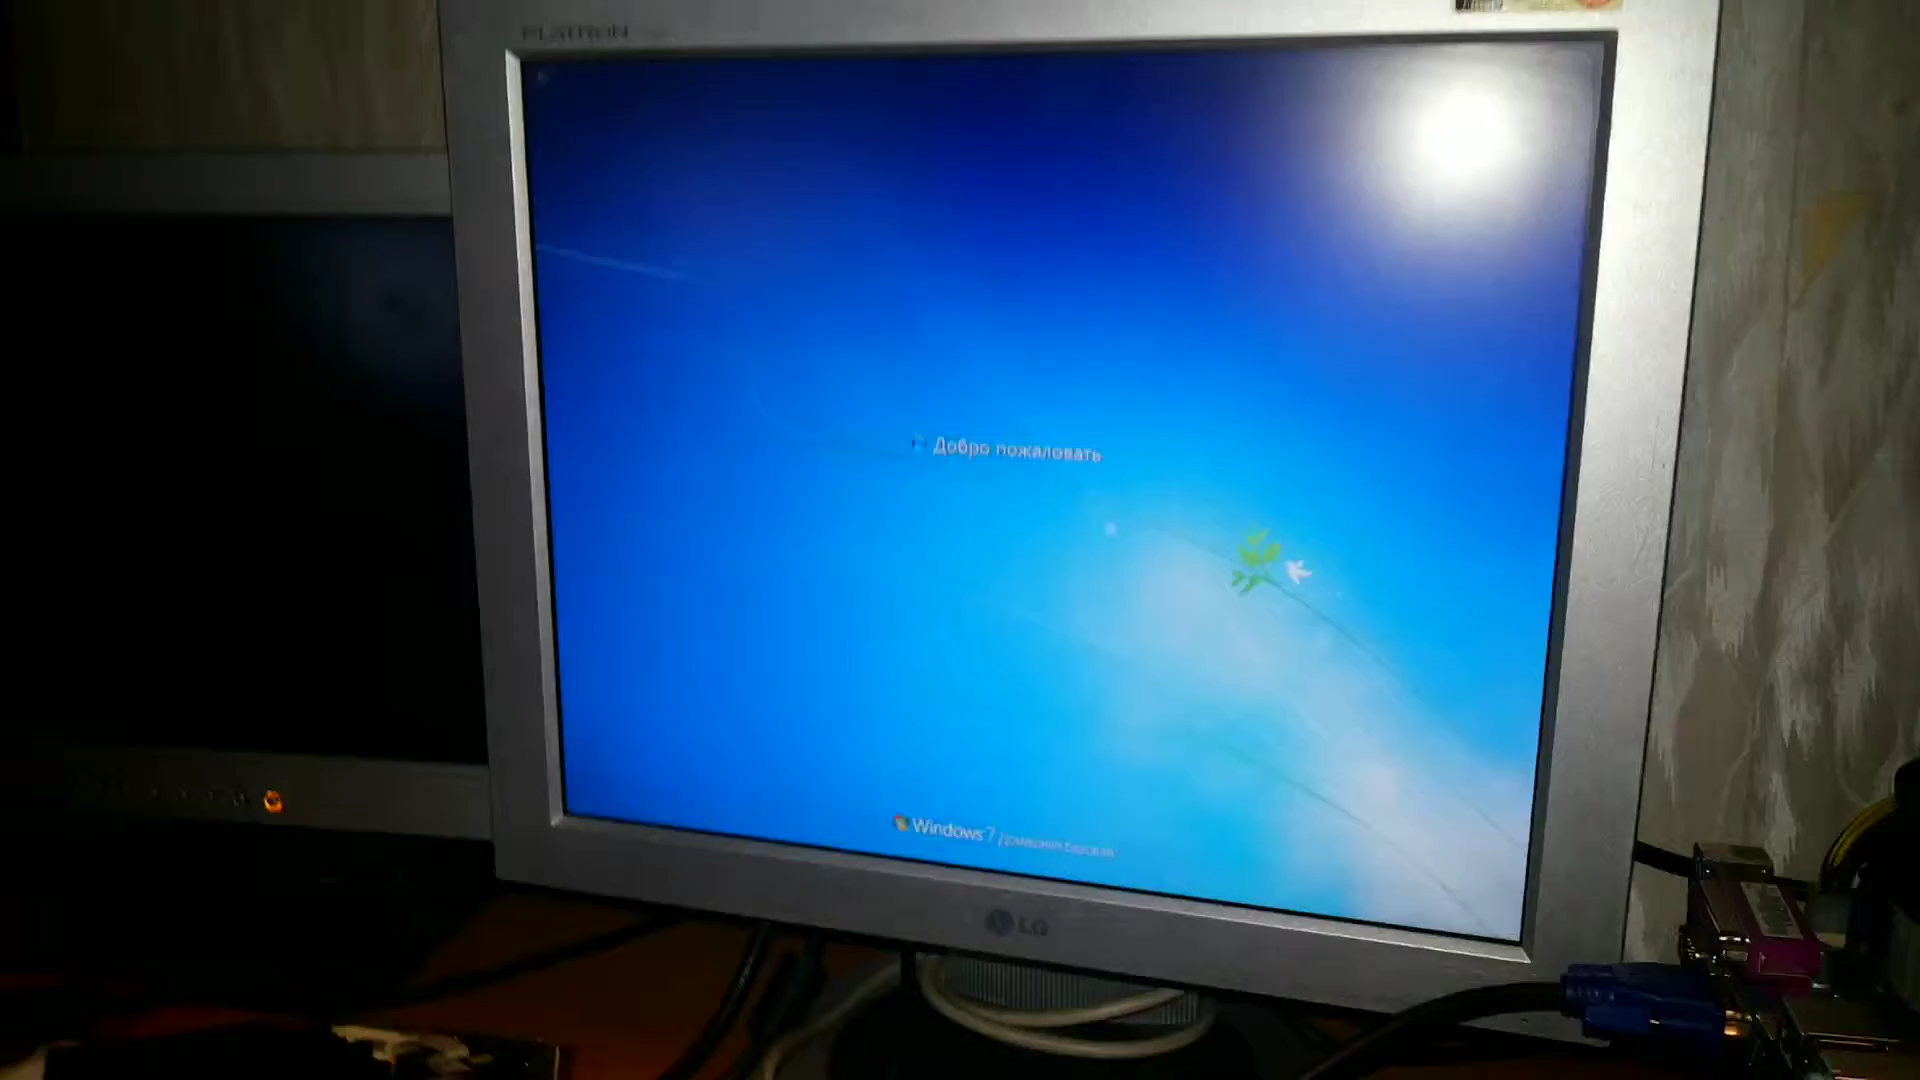 FLATRON
Добро пожаловать
Windows 7 Домашняя базовая
LG